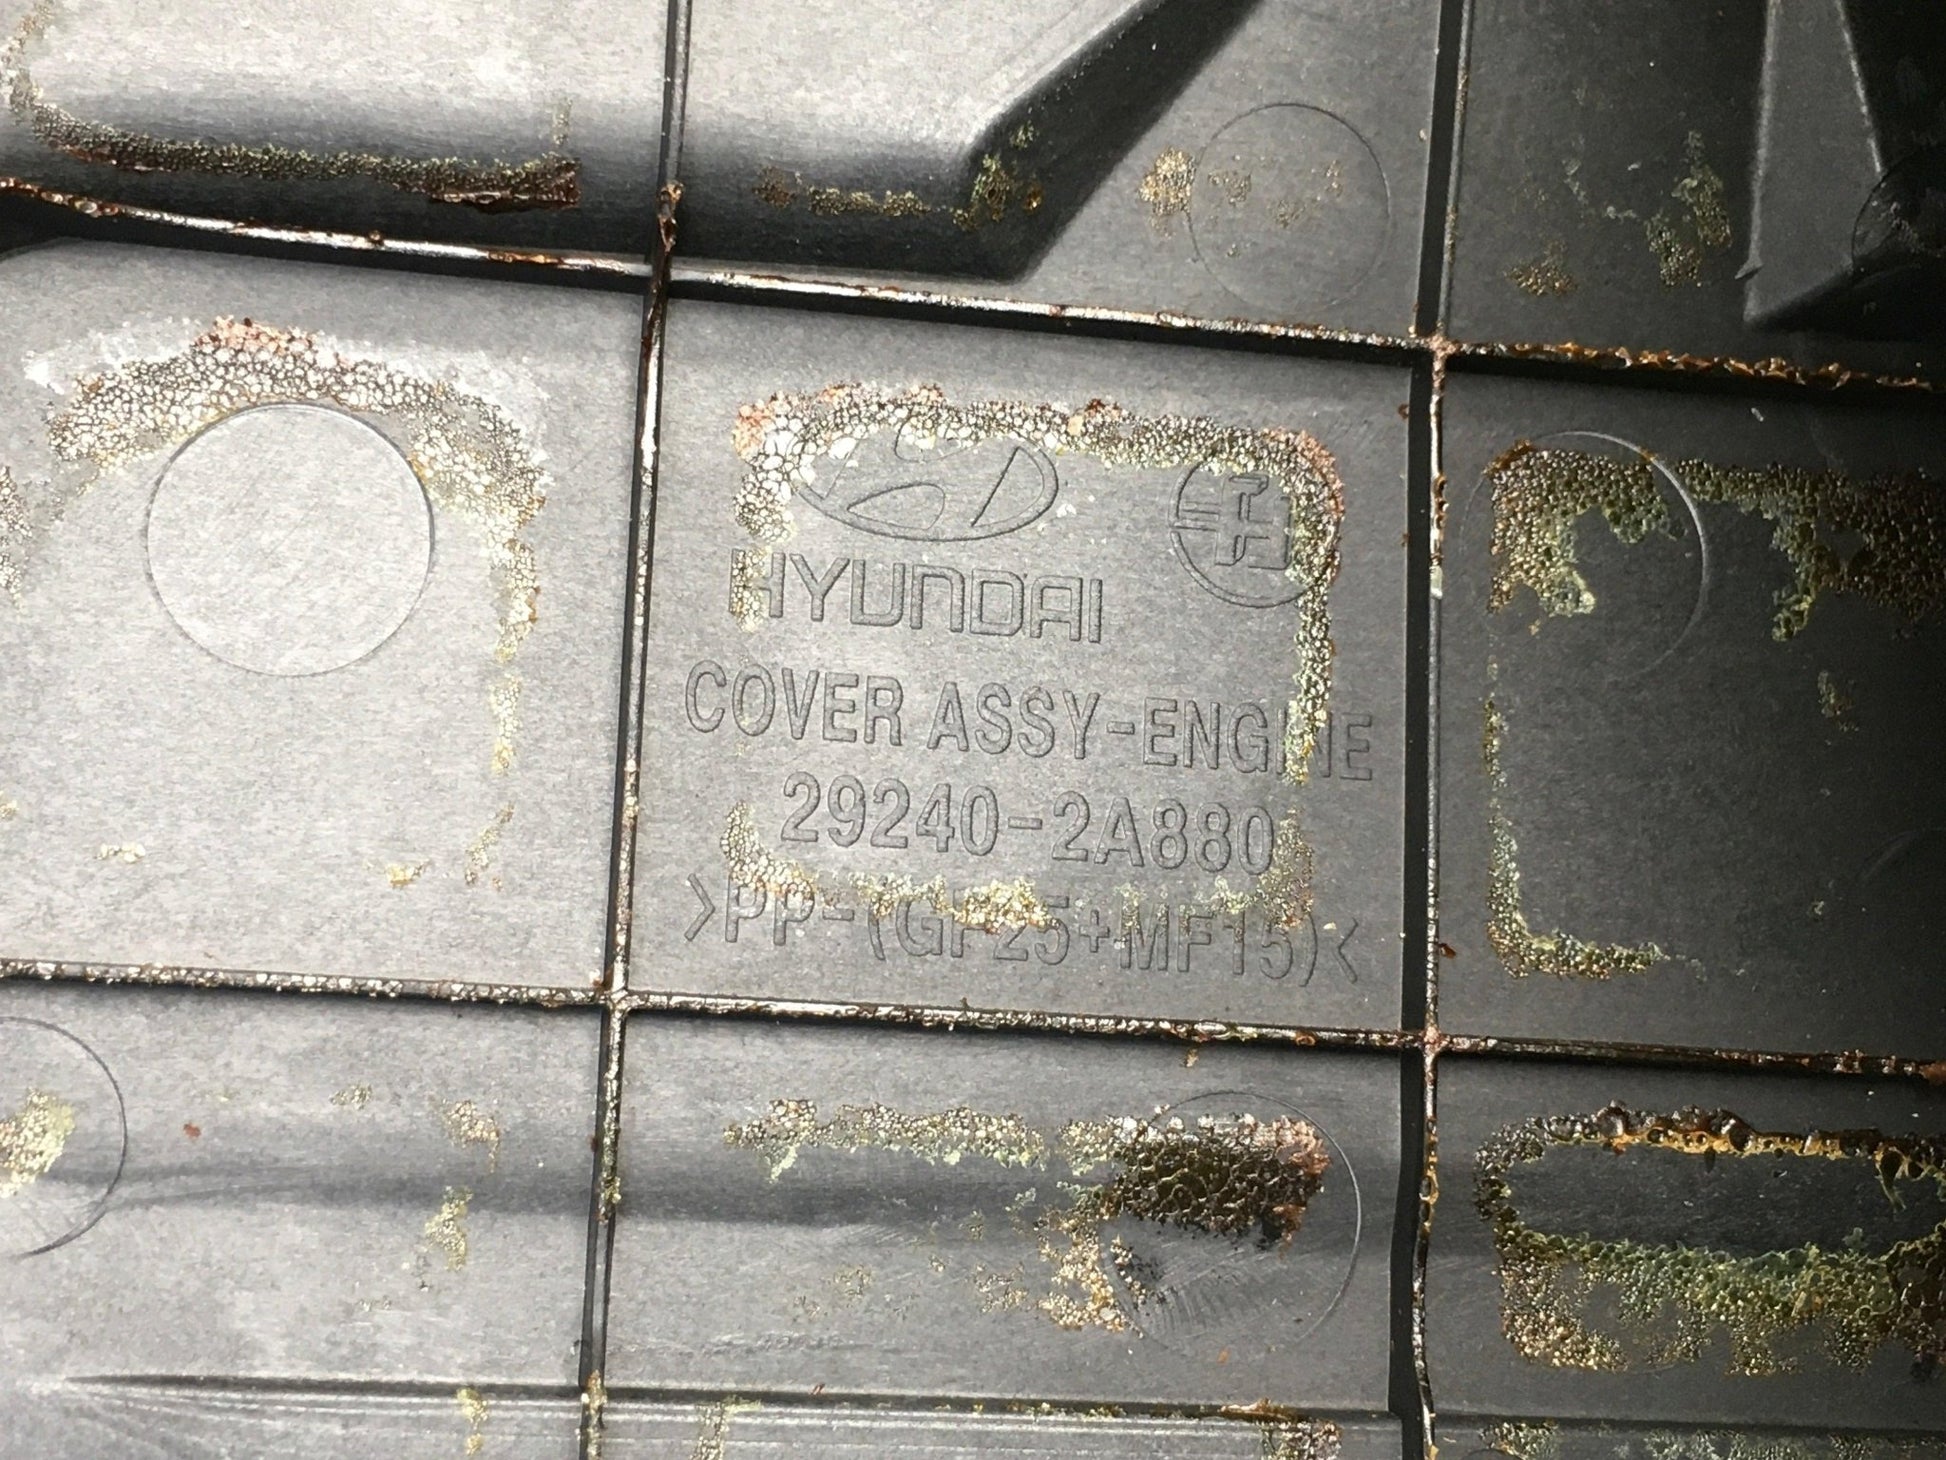 HYUNDAI
COVER ASSY-ENGINE
29240-2A880
>PP-(GF25+MF15)<